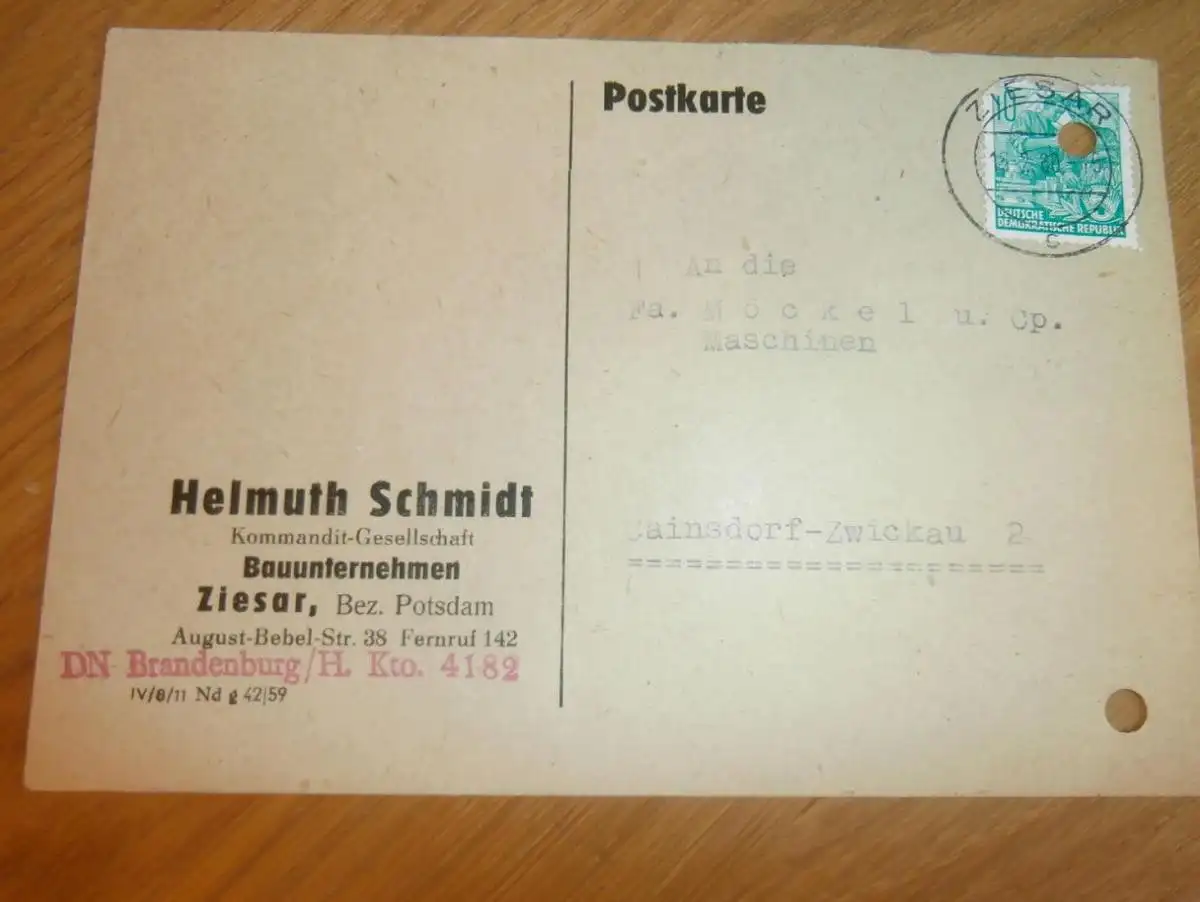 Postkarte
ZIESAR
10
DEUTSCHE
DEMOKRATISCHE REPUBLIK
c
An die
Fa. Möckel u. Cp.
Maschinen
Cainsdorf-Zwickau 2
Helmuth Schmidt
Kommandit-Gesellschaft
Bauunternehmen
Ziesar, Bez. Potsdam
August-Bebel-Str. 38 Fernruf 142
DN Brandenburg/H. Kto. 4182
IV/8/11 Nd g 42/59